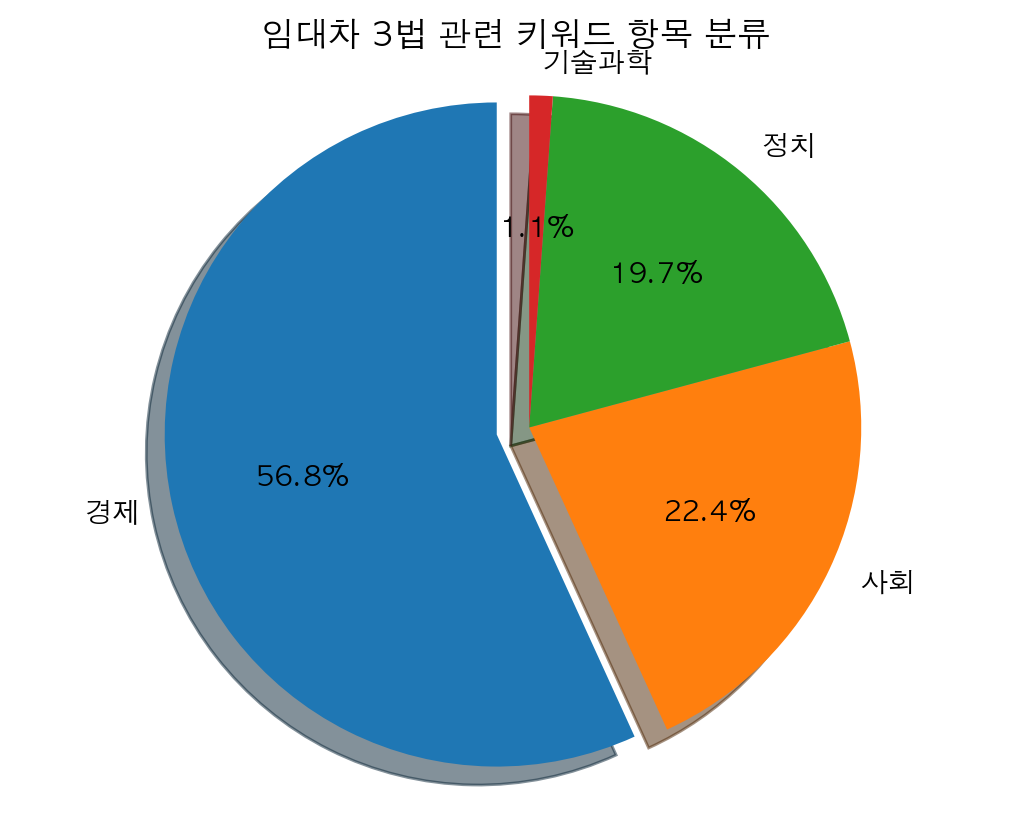 임대차 3법 관련 키워드 항목 분류
기술과학
정치
1.1%
19.7%
56.8%
경제
22.4%
사회